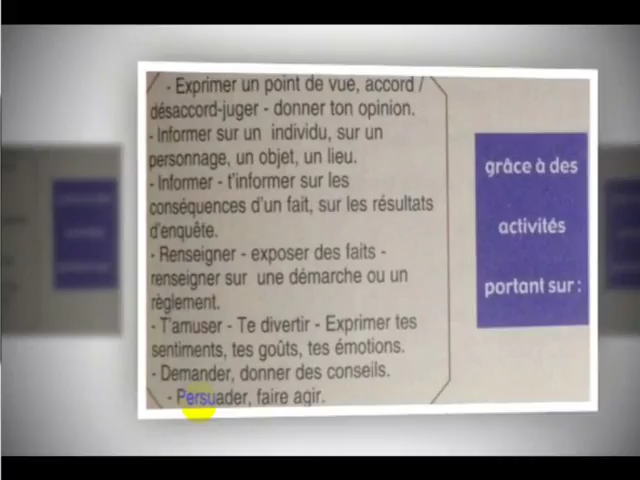 - Exprimer un point de vue, accord /
désaccord-juger - donner ton opinion.
- Informer sur un individu, sur un
personnage, un objet, un lieu.
- Informer - t'informer sur les
conséquences d'un fait, sur les résultats
d'enquête.
- Renseigner - exposer des faits -
renseigner sur une démarche ou un
règlement.
- T'amuser - Te divertir - Exprimer tes
sentiments, tes goûts, tes émotions.
- Demander, donner des conseils.
- Persuader, faire agir.
grâce à des
activités
portant sur :